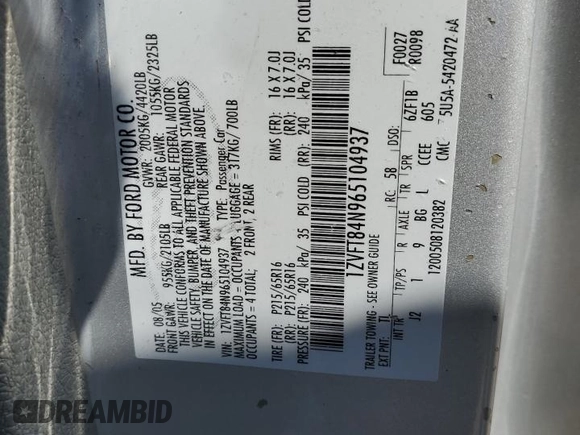 MFD. BY FORD MOTOR CO.
DATE: 08/05 GVWR: 2005KG/4420LB
FRONT GAWR: 955KG/2105LB REAR GAWR: 1055KG/2325LB
THIS VEHICLE CONFORMS TO ALL APPLICABLE FEDERAL MOTOR
VEHICLE SAFETY, BUMPER, AND THEFT PREVENTION STANDARDS
IN EFFECT ON THE DATE OF MANUFACTURE SHOWN ABOVE.
VIN: 1ZVFT84N965104937 TYPE: Passenger Car
MAXIMUM LOAD = OCCUPANTS + LUGGAGE = 317KG/700LB
OCCUPANTS = 4 TOTAL: 2 FRONT, 2 REAR
TIRE (FR): P215/65R16 RIMS (FR): 16 X 7.0J
(RR): P215/65R16 (RR): 16 X 7.0J
PRESSURE (FR): 240 kPa/ 35 PSI COLD (RR): 240 kPa/ 35 PSI COLD
1ZVFT84N965104937 F0027
R0098
TRAILER TOWING - SEE OWNER GUIDE
EXT PNT: TL RC: 58 DSO:
INT TR TP/PS R AXLE TR SPR 6ZF1B
J2 1 9 BG L CCEE 605
1200508120382 CMC 5U5A-5420472 AA
DREAMBID